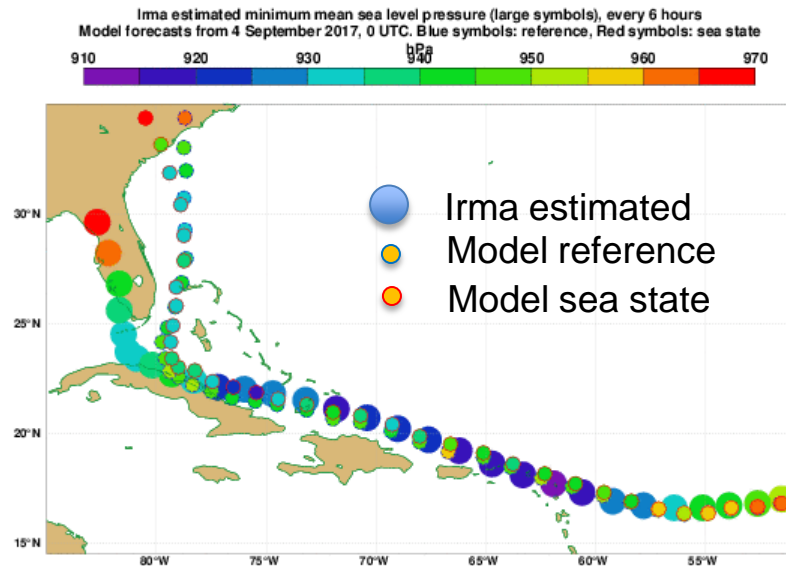 Irma estimated minimum mean sea level pressure (large symbols), every 6 hours
Model forecasts from 4 September 2017, 0 UTC. Blue symbols: reference, Red symbols: sea state
hPa
910 920 930 940 950 960 970
Irma estimated
Model reference
Model sea state
30°N
25°N
20°N
15°N
80°W 75°W 70°W 65°W 60°W 55°W